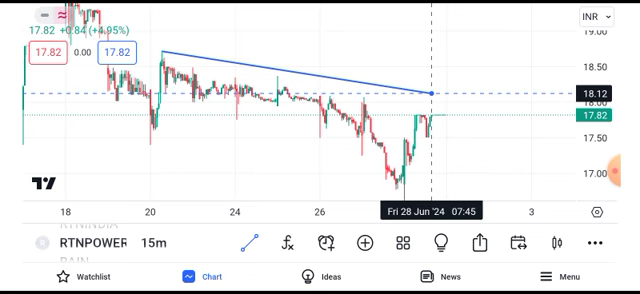 INR
17.82 +0.84 (+4.95%)
19.00
17.82 0.00 17.82
18.50
18.12
18.00
17.82
17.50
17.00
18 20 24 26 Fri 28 Jun '24 07:45 3
RTNINDIA
R RTNPOWER 15m
RAIN
Watchlist Chart Ideas News Menu